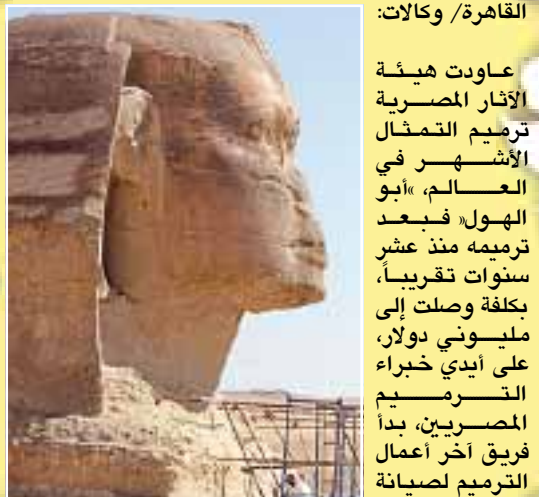 القاهرة/ وكالات:
عاودت هيئة
الآثار المصرية
ترميم التمثال
الأشهر في
العالم، »أبو
الهول« فبعد
ترميمه منذ عشر
سنوات تقريباً،
بكلفة وصلت إلى
مليوني دولار،
على أيدي خبراء
الترميم
المصريين، بدأ
فريق آخر أعمال
الترميم لصيانة